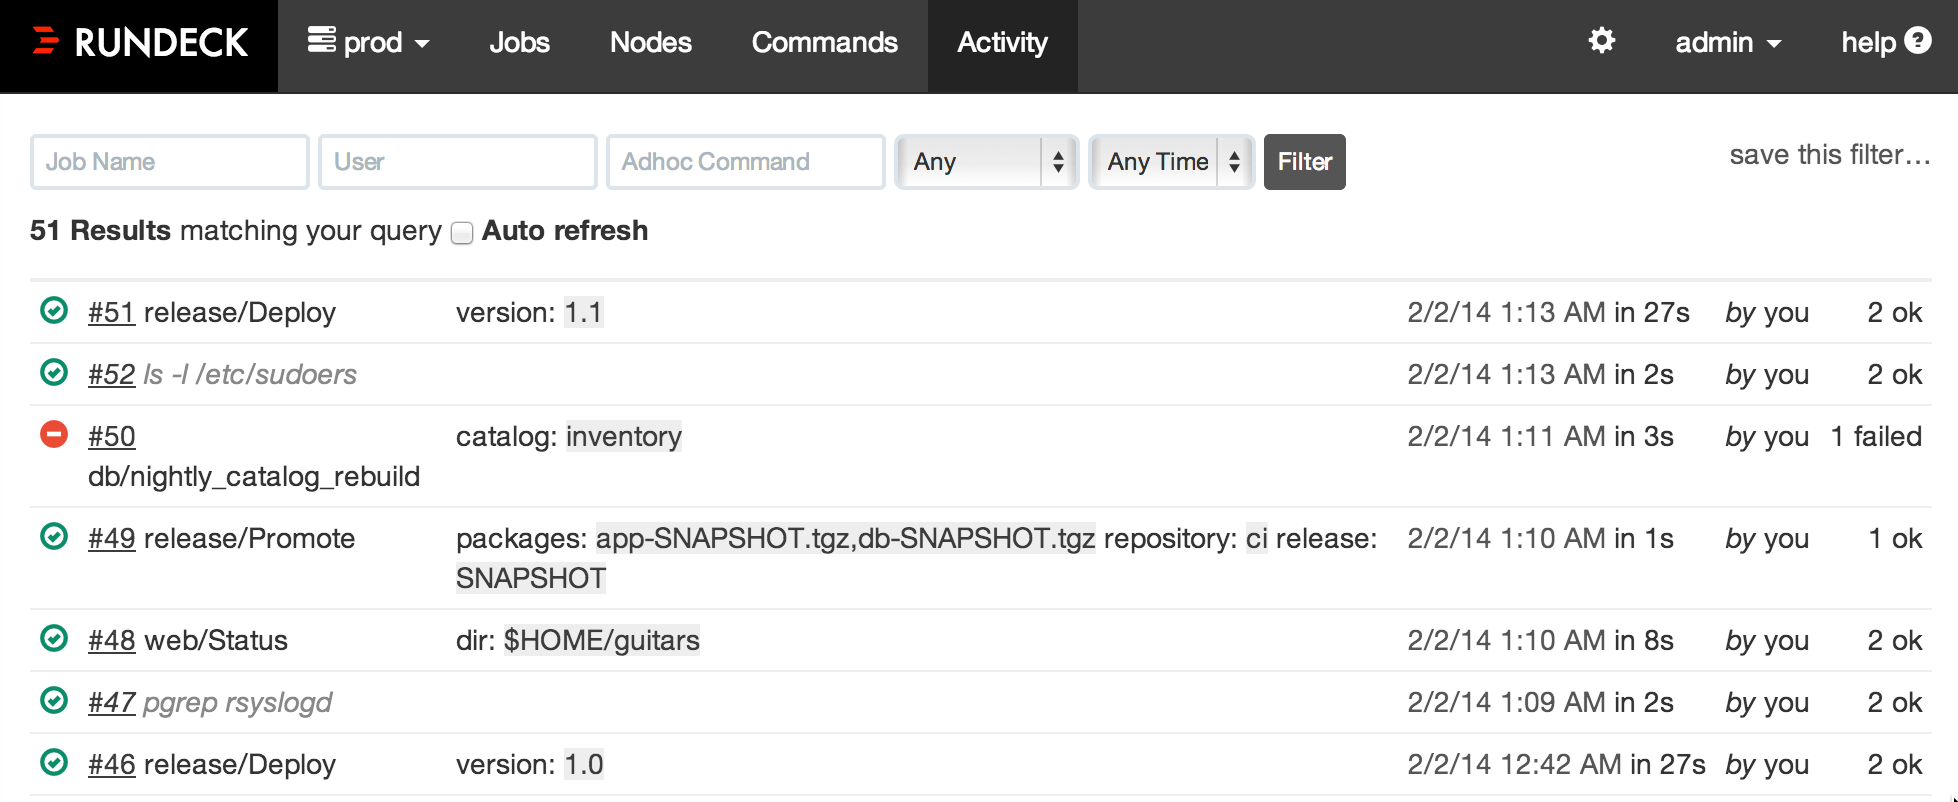 RUNDECK prod Jobs Nodes Commands Activity admin help ?
Job Name User Adhoc Command Any Any Time Filter save this filter...
51 Results matching your query Auto refresh
#51 release/Deploy version: 1.1 2/2/14 1:13 AM in 27s by you 2 ok
#52 ls -l /etc/sudoers 2/2/14 1:13 AM in 2s by you 2 ok
#50 catalog: inventory 2/2/14 1:11 AM in 3s by you 1 failed
db/nightly_catalog_rebuild
#49 release/Promote packages: app-SNAPSHOT.tgz,db-SNAPSHOT.tgz repository: ci release: 2/2/14 1:10 AM in 1s by you 1 ok
SNAPSHOT
#48 web/Status dir: $HOME/guitars 2/2/14 1:10 AM in 8s by you 2 ok
#47 pgrep rsyslogd 2/2/14 1:09 AM in 2s by you 2 ok
#46 release/Deploy version: 1.0 2/2/14 12:42 AM in 27s by you 2 ok